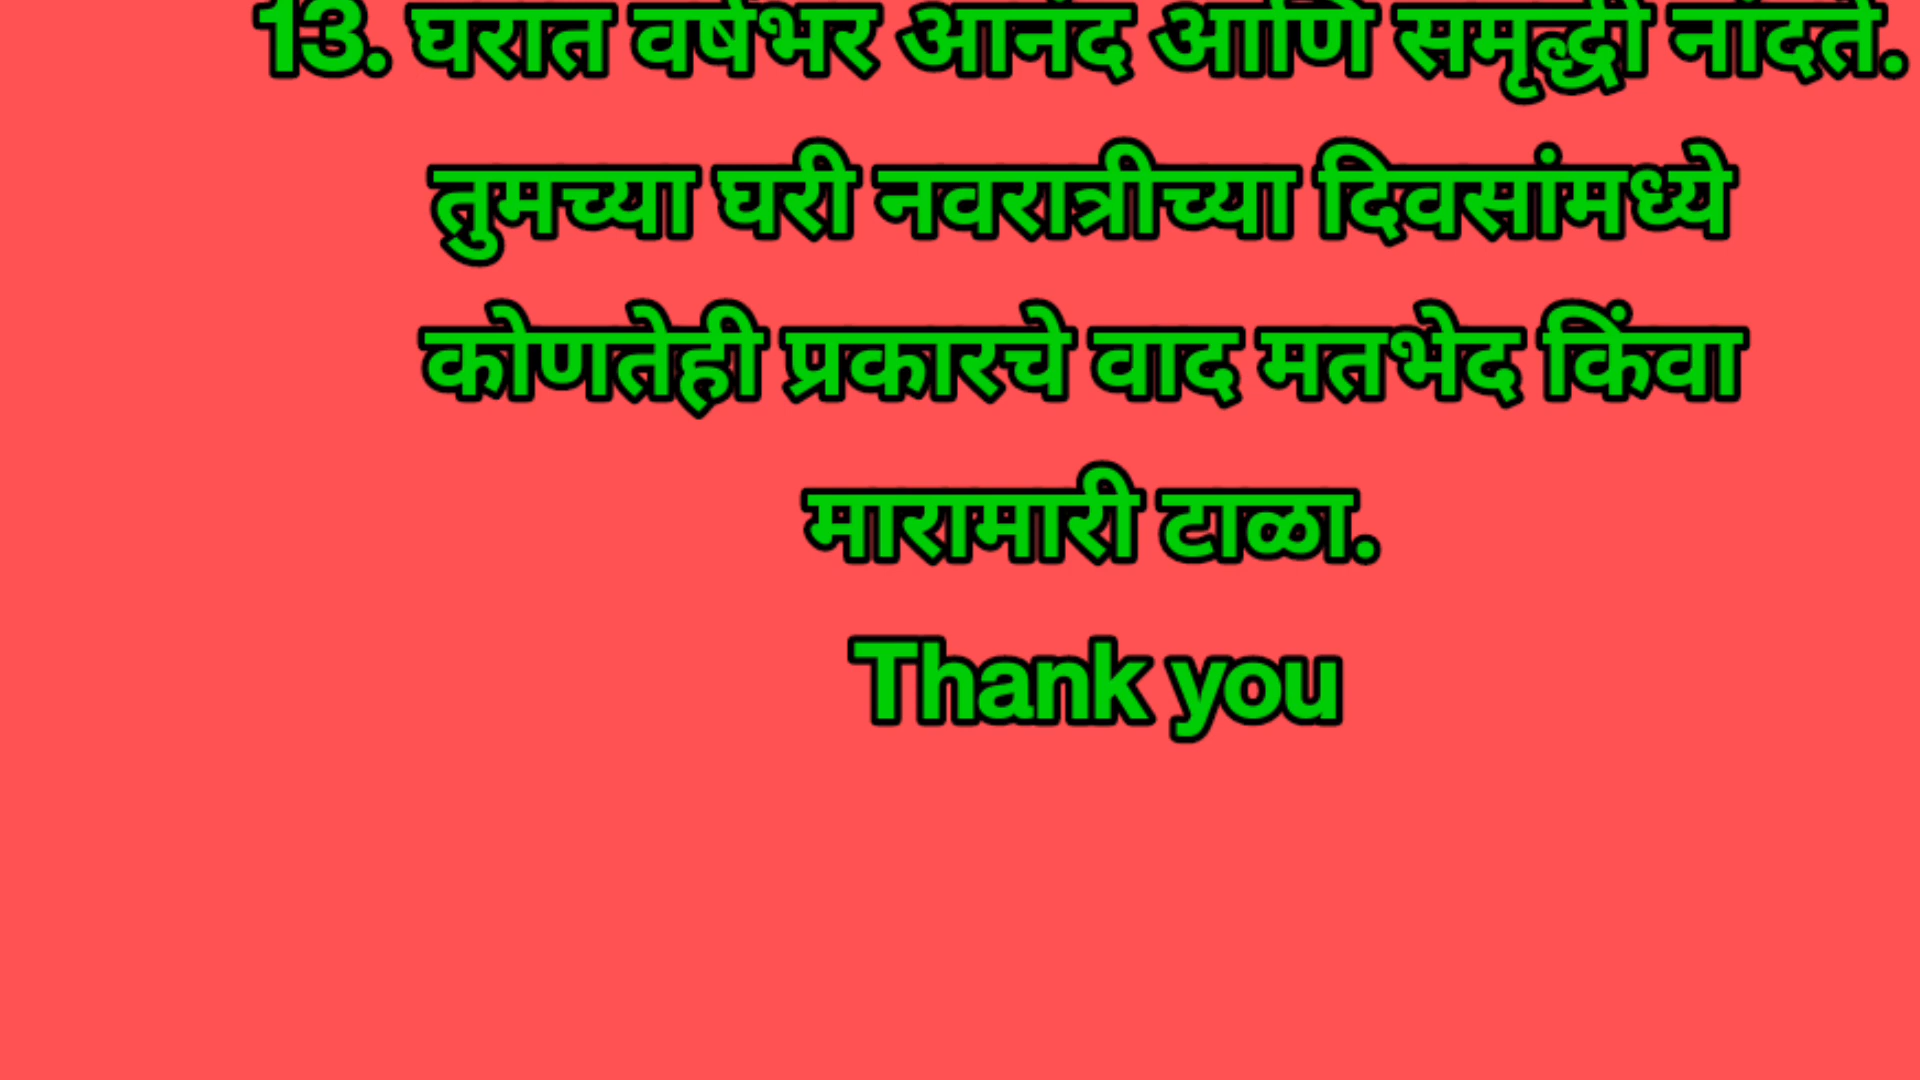 13. घरात वर्षभर आनंद आणि समृद्धी नांदते.
तुमच्या घरी नवरात्रीच्या दिवसांमध्ये
कोणतेही प्रकारचे वाद मतभेद किंवा
मारामारी टाळा.
Thank you